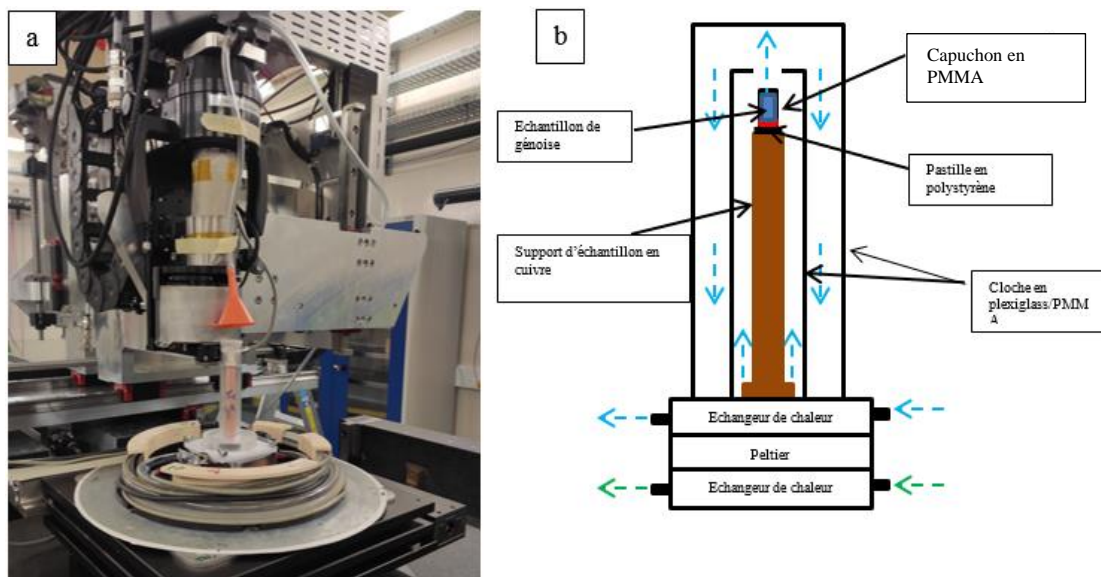 a
b
Capuchon en
PMMA
Echantillon de
génoise
Pastille en
polystyrène
Support d'échantillon en
cuivre
Cloche en
plexiglass/PMM
A
Echangeur de chaleur
Peltier
Echangeur de chaleur